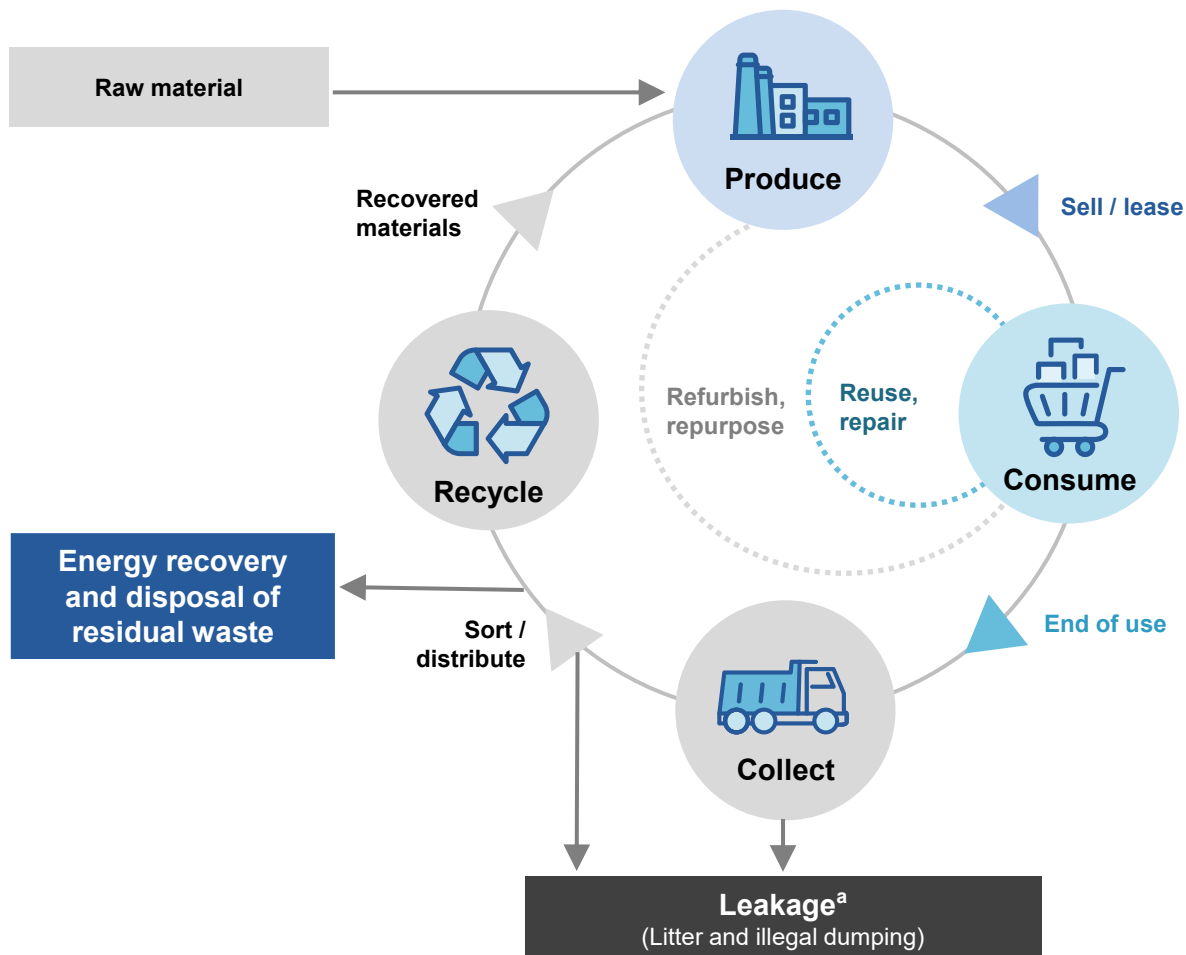 Raw material
Produce
Recovered
materials
Sell / lease
Refurbish,
repurpose
Reuse,
repair
Consume
Recycle
Energy recovery
and disposal of
residual waste
Sort /
distribute
End of use
Collect
Leakageᵃ
(Litter and illegal dumping)